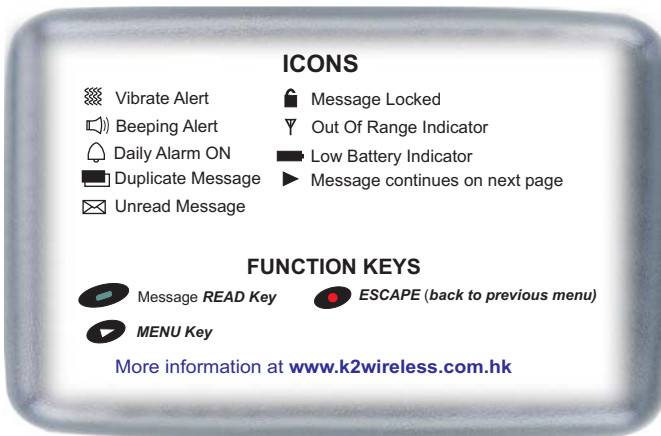 ICONS
Vibrate Alert
Beeping Alert
Daily Alarm ON
Duplicate Message
Unread Message
Message Locked
Out Of Range Indicator
Low Battery Indicator
Message continues on next page
FUNCTION KEYS
Message READ Key
ESCAPE (back to previous menu)
MENU Key
More information at www.k2wireless.com.hk